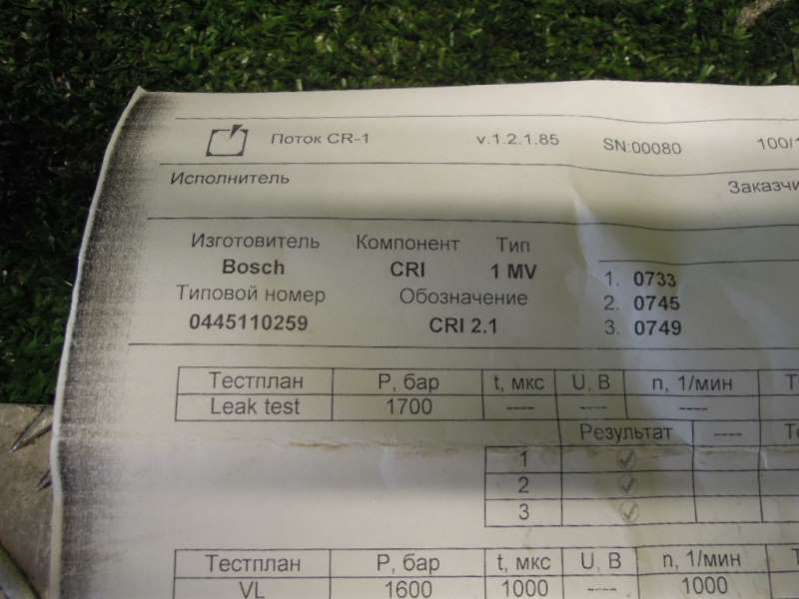 Поток CR-1 v.1.2.1.85 SN:00080 100/1
Исполнитель Заказчи
Изготовитель Компонент Тип
Bosch CRI 1 MV 1. 0733
Типовой номер Обозначение 2. 0745
0445110259 CRI 2.1 3. 0749
Тестплан P, бар t, мкс U, В n, 1/мин Т
Leak test 1700 ---- ---- ----
Результат ---- Те
1 ✓
2 ✓
3 ✓
Тестплан P, бар t, мкс U, В n, 1/мин Т
VL 1600 1000 ---- 1000